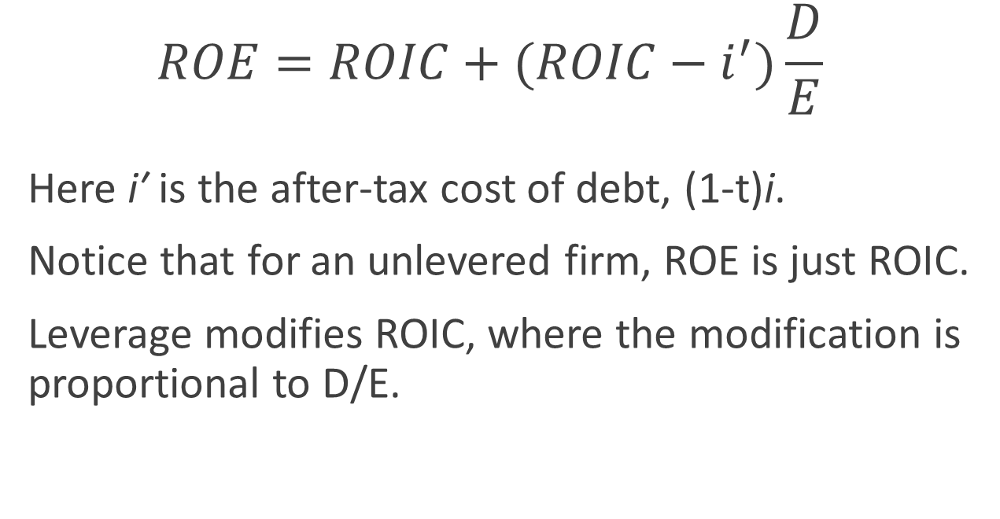 ROE = ROIC + (ROIC − i′) D/E
Here i′ is the after-tax cost of debt, (1-t)i.
Notice that for an unlevered firm, ROE is just ROIC.
Leverage modifies ROIC, where the modification is
proportional to D/E.